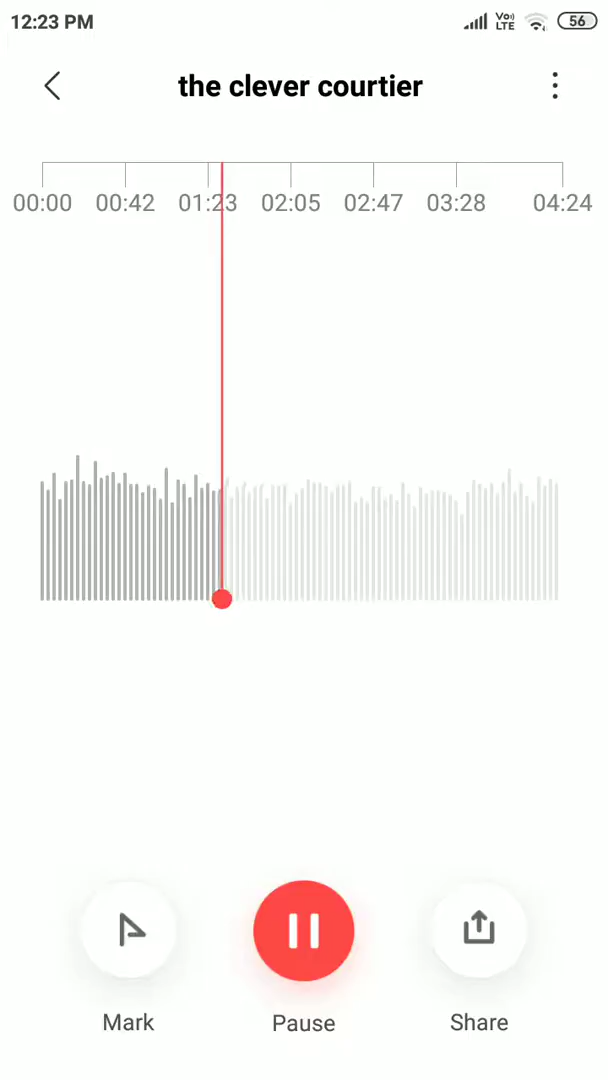 12:23 PM Vo) LTE 56
the clever courtier
00:00 00:42 01:23 02:05 02:47 03:28 04:24
Mark Pause Share